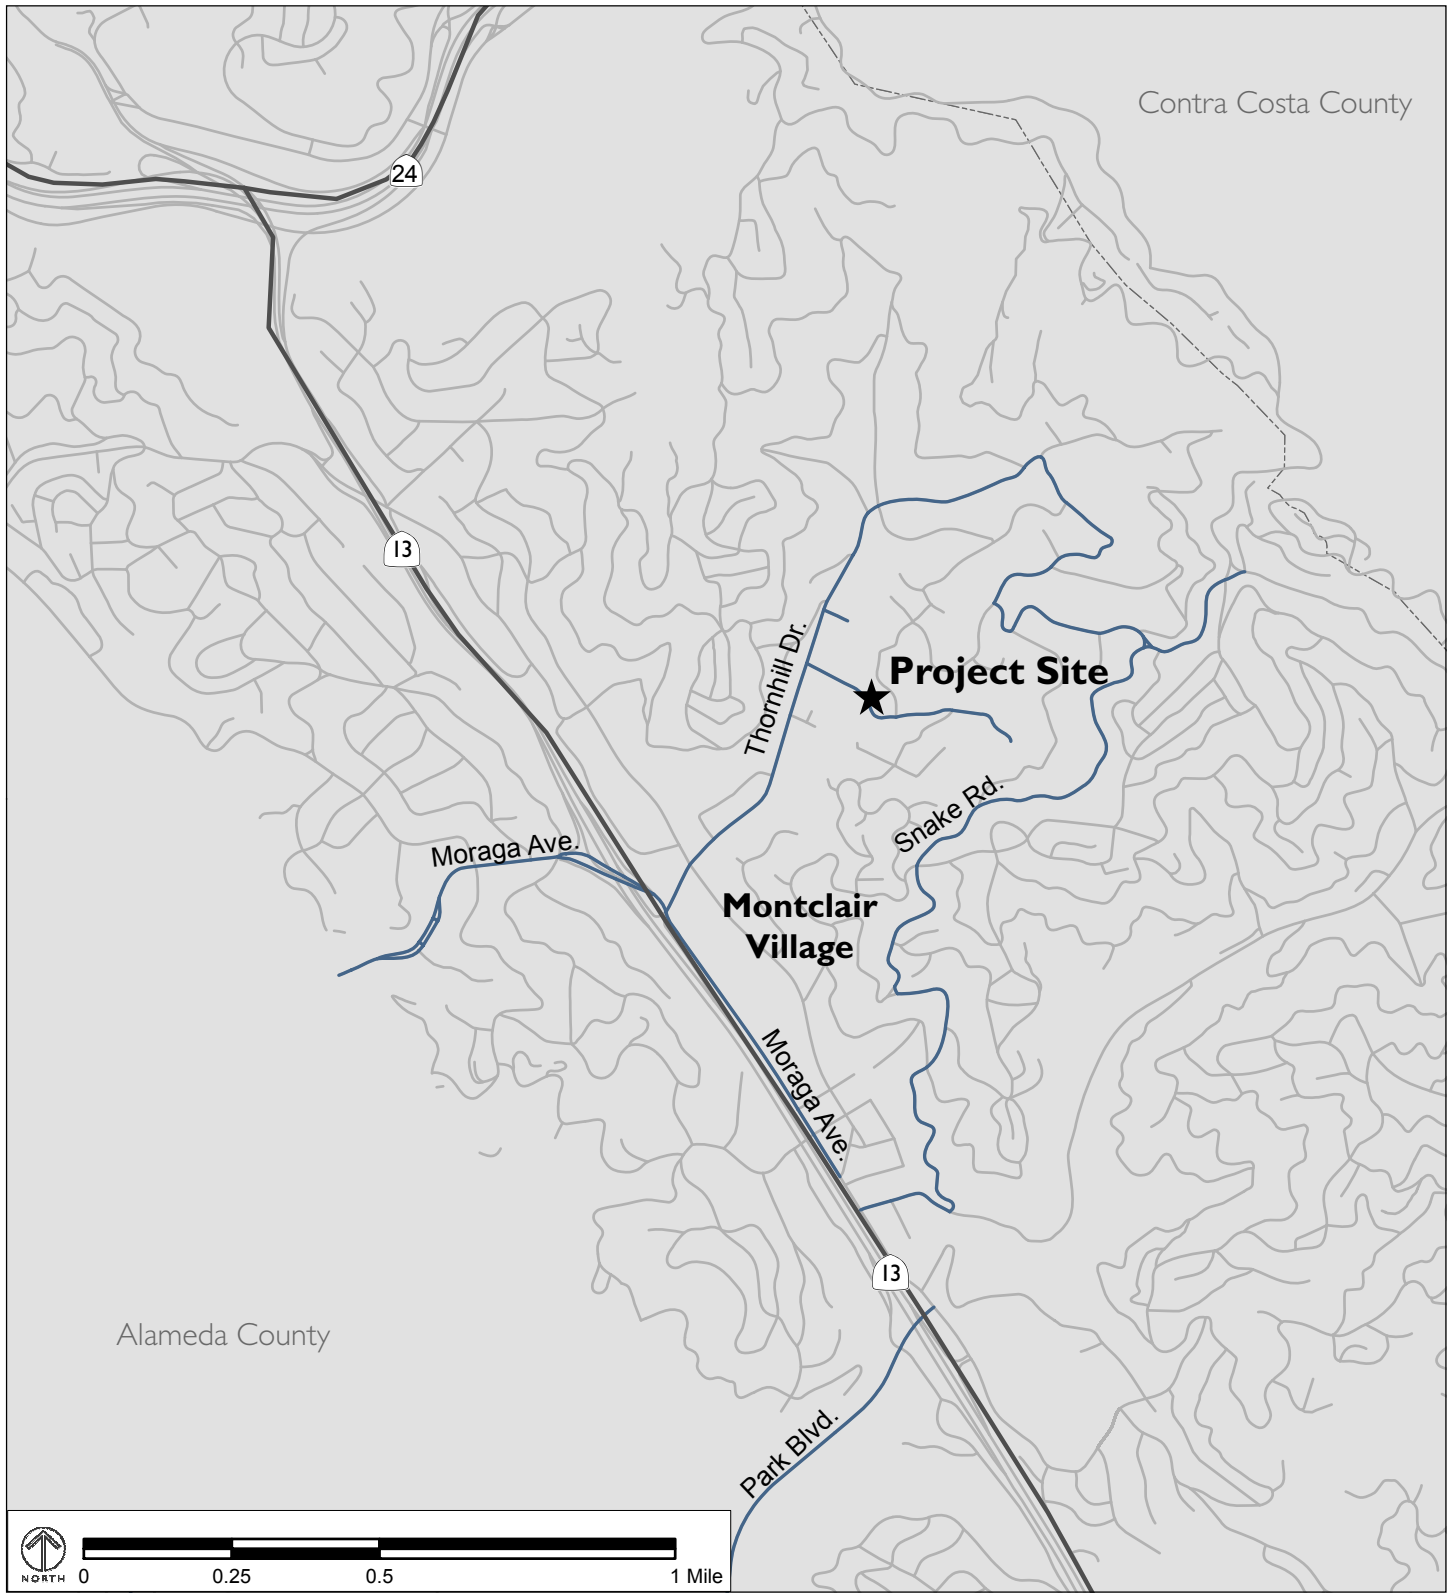 Contra Costa County
24
13
Thornhill Dr.
Project Site
Snake Rd.
Moraga Ave.
Montclair
Village
Moraga Ave.
13
Alameda County
Park Blvd.
NORTH
0 0.25 0.5 1 Mile